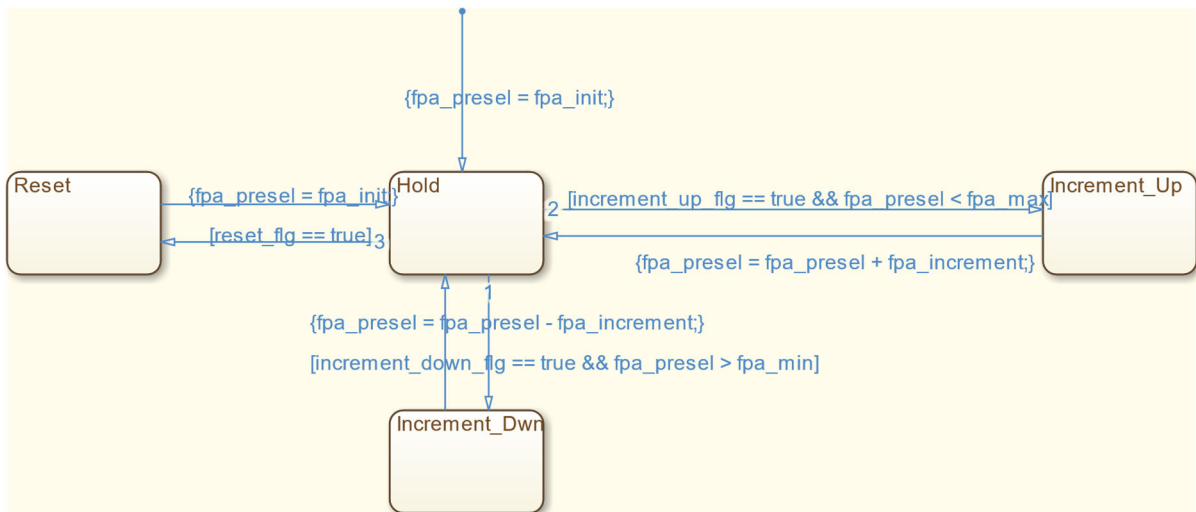 {fpa_presel = fpa_init;}
Reset
{fpa_presel = fpa_init;}
Hold
2
[increment_up_flg == true && fpa_presel < fpa_max]
Increment_Up
[reset_flg == true]
3
{fpa_presel = fpa_presel + fpa_increment;}
1
{fpa_presel = fpa_presel - fpa_increment;}
[increment_down_flg == true && fpa_presel > fpa_min]
Increment_Dwn